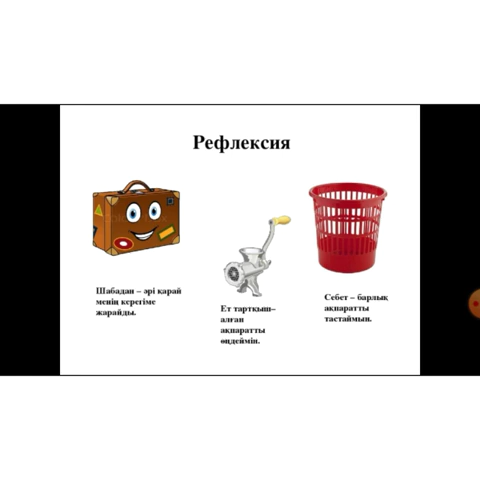 Рефлексия
Шабадан – әрі қарай
менің керегіме
жарайды.
Ет тартқыш–
алған
ақпаратты
өңдеймін.
Себет – барлық
ақпаратты
тастаймын.